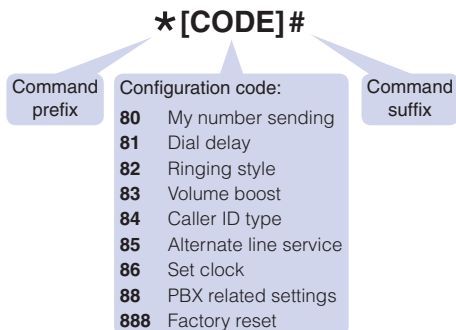 *[CODE]#
Command prefix
Configuration code:
80 My number sending
81 Dial delay
82 Ringing style
83 Volume boost
84 Caller ID type
85 Alternate line service
86 Set clock
88 PBX related settings
888 Factory reset
Command suffix